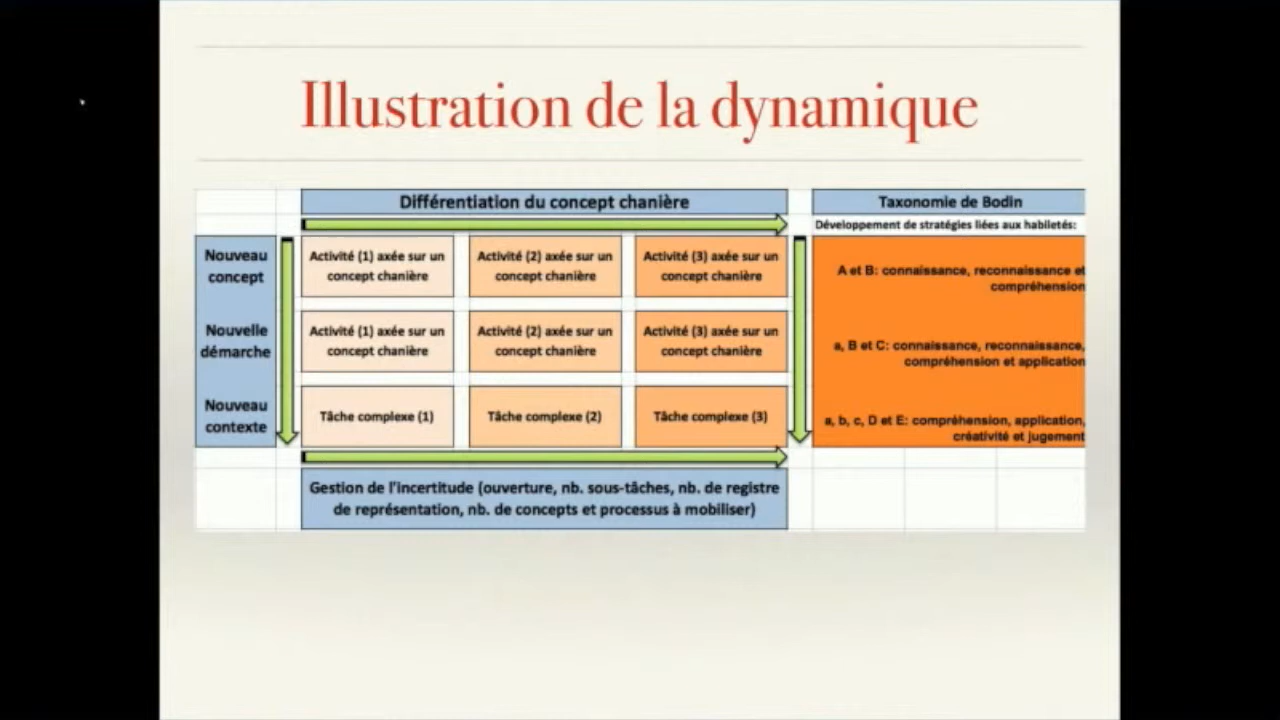 Illustration de la dynamique
Différentiation du concept chanière
Taxonomie de Bodin
Développement de stratégies liées aux habiletés:
Nouveau
concept
Activité (1) axée sur un
concept chanière
Activité (2) axée sur un
concept chanière
Activité (3) axée sur un
concept chanière
A et B: connaissance, reconnaissance et
compréhension
Nouvelle
démarche
Activité (1) axée sur un
concept chanière
Activité (2) axée sur un
concept chanière
Activité (3) axée sur un
concept chanière
a, B et C: connaissance, reconnaissance,
compréhension et application
Nouveau
contexte
Tâche complexe (1)
Tâche complexe (2)
Tâche complexe (3)
a, b, c, D et E: compréhension, application,
créativité et jugement
Gestion de l'incertitude (ouverture, nb. sous-tâches, nb. de registre
de représentation, nb. de concepts et processus à mobiliser)